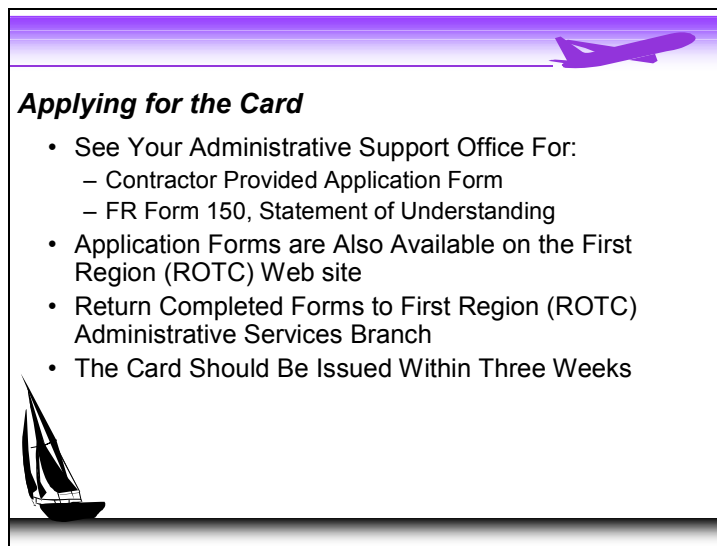 Applying for the Card
• See Your Administrative Support Office For:
– Contractor Provided Application Form
– FR Form 150, Statement of Understanding
• Application Forms are Also Available on the First
Region (ROTC) Web site
• Return Completed Forms to First Region (ROTC)
Administrative Services Branch
• The Card Should Be Issued Within Three Weeks